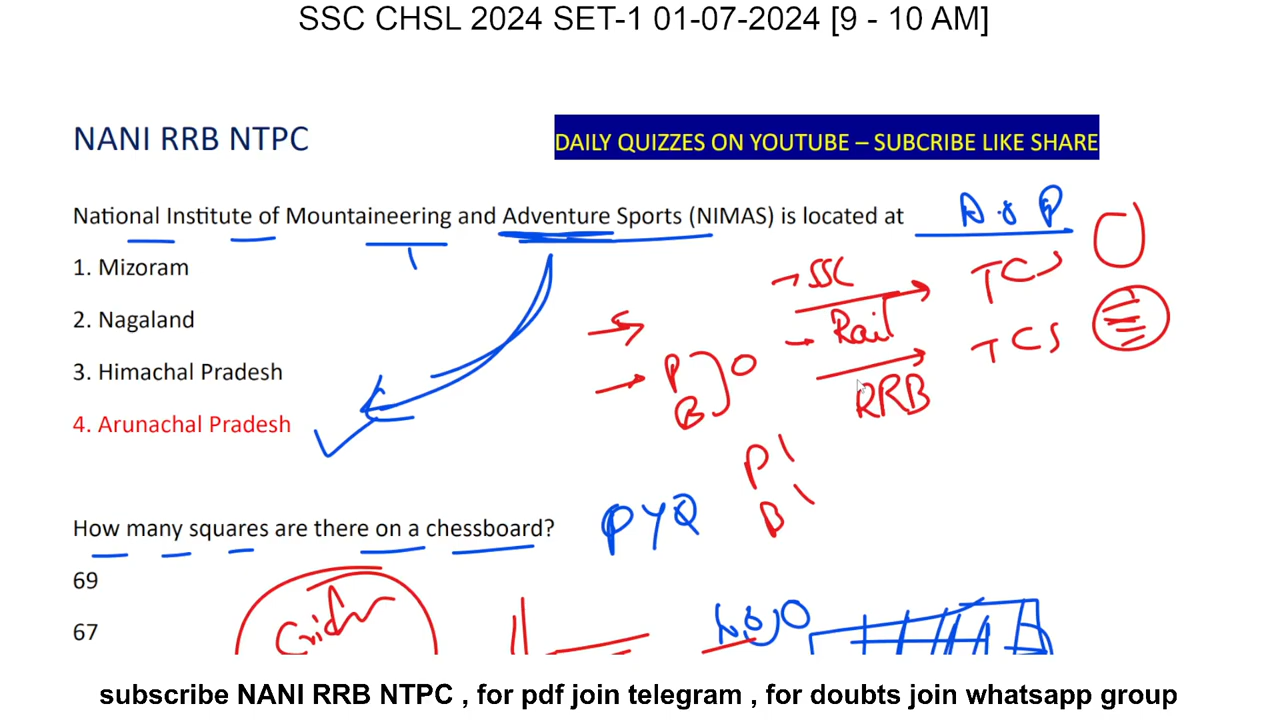 SSC CHSL 2024 SET-1 01-07-2024 [9 - 10 AM]
NANI RRB NTPC
DAILY QUIZZES ON YOUTUBE – SUBCRIBE LIKE SHARE
National Institute of Mountaineering and Adventure Sports (NIMAS) is located at
A.P
1. Mizoram
SSC
TCS
2. Nagaland
Rail
TCS
3. Himachal Pradesh
P
B
O
RRB
4. Arunachal Pradesh
P
B
How many squares are there on a chessboard?
PYQ
69
67
subscribe NANI RRB NTPC , for pdf join telegram , for doubts join whatsapp group